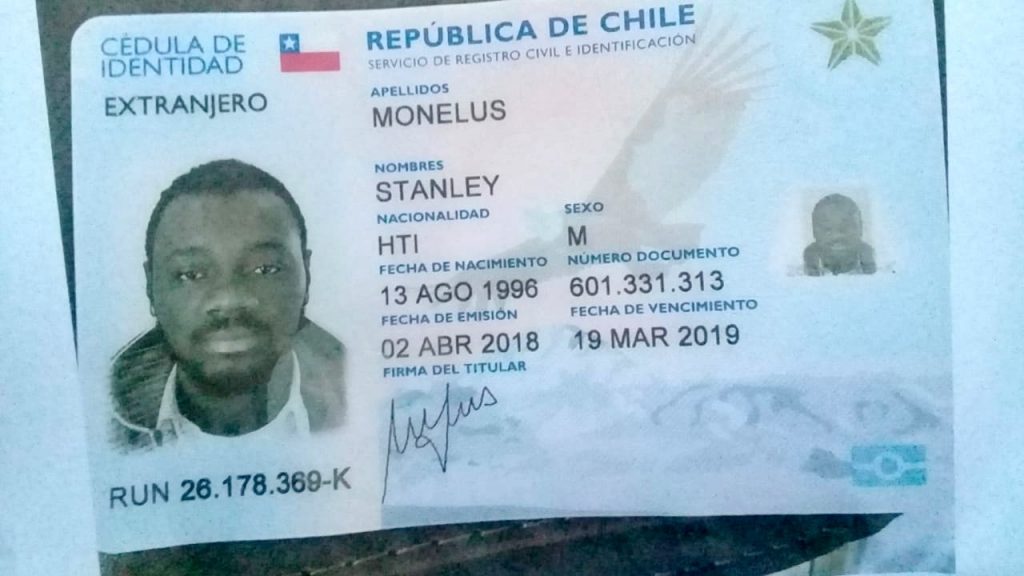 CÉDULA DE
IDENTIDAD
EXTRANJERO
REPÚBLICA DE CHILE
SERVICIO DE REGISTRO CIVIL E IDENTIFICACIÓN
APELLIDOS
MONELUS
NOMBRES
STANLEY
NACIONALIDAD SEXO
HTI M
FECHA DE NACIMIENTO NÚMERO DOCUMENTO
13 AGO 1996 601.331.313
FECHA DE EMISIÓN FECHA DE VENCIMIENTO
02 ABR 2018 19 MAR 2019
FIRMA DEL TITULAR
RUN 26.178.369-K